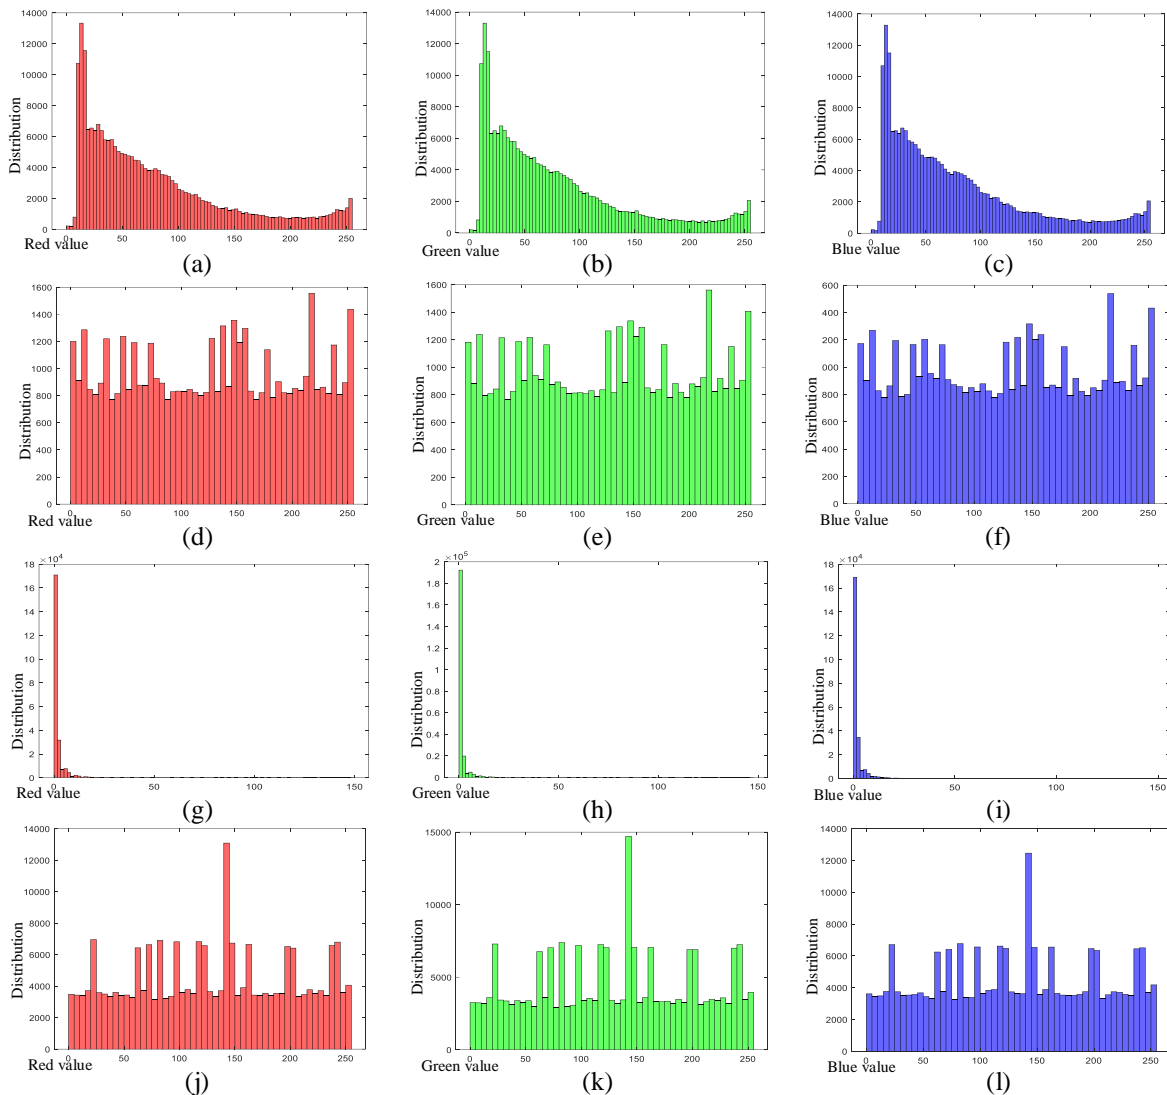 14000
12000
10000
8000
6000
4000
2000
0
0 50 100 150 200 250
Distribution
Red value
(a)
14000
12000
10000
8000
6000
4000
2000
0
0 50 100 150 200 250
Distribution
Green value
(b)
14000
12000
10000
8000
6000
4000
2000
0
0 50 100 150 200 250
Distribution
Blue value
(c)
1600
1400
1200
1000
800
600
400
200
0
0 50 100 150 200 250
Distribution
Red value
(d)
1600
1400
1200
1000
800
600
400
200
0
0 50 100 150 200 250
Distribution
Green value
(e)
600
400
200
000
800
600
400
200
0
0 50 100 150 200 250
Distribution
Blue value
(f)
×10⁴
18
16
14
12
10
8
6
4
2
0
0 50 100 150
Distribution
Red value
(g)
×10⁵
2
1.8
1.6
1.4
1.2
1
0.8
0.6
0.4
0.2
0
0 50 100 150
Distribution
Green value
(h)
×10⁴
18
16
14
12
10
8
6
4
2
0
0 50 100 150
Distribution
Blue value
(i)
14000
12000
10000
8000
6000
4000
2000
0
0 50 100 150 200 250
Distribution
Red value
(j)
15000
10000
5000
0
0 50 100 150 200 250
Distribution
Green value
(k)
14000
12000
10000
8000
6000
4000
2000
0
0 50 100 150 200 250
Distribution
Blue value
(l)